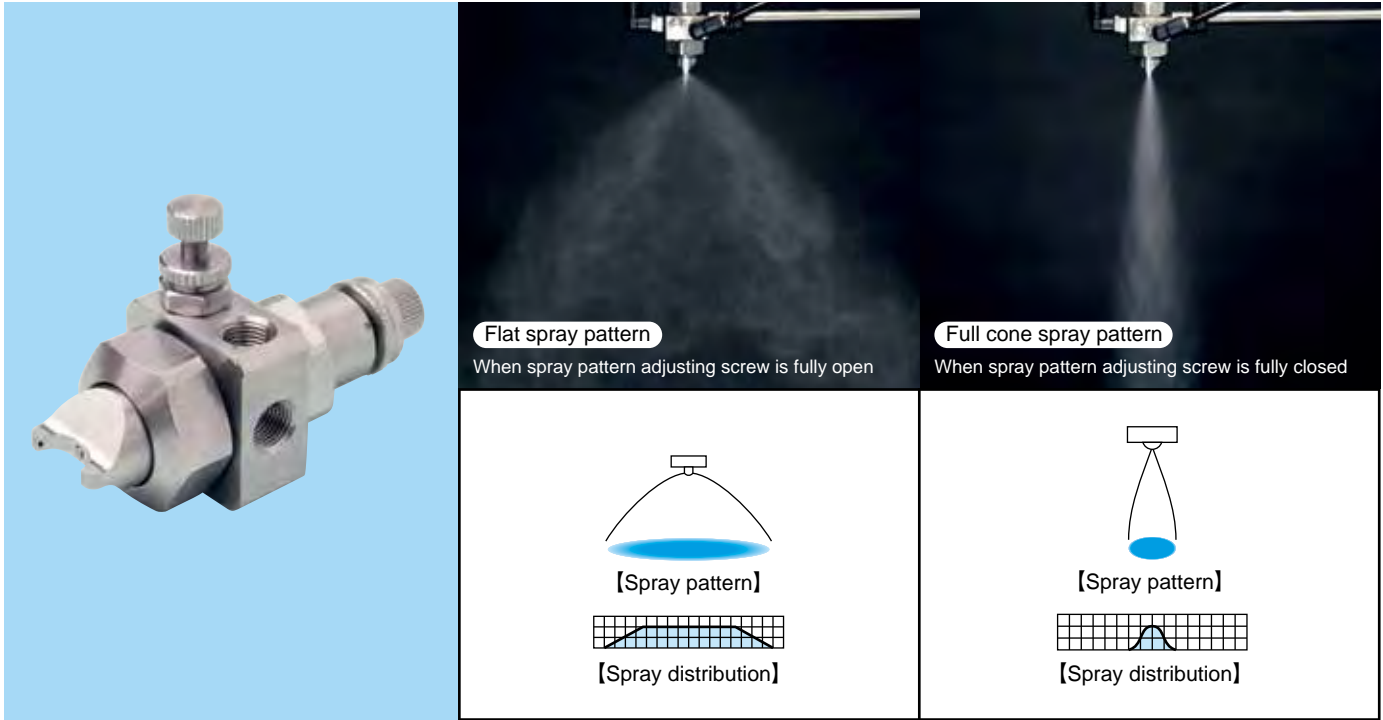 Flat spray pattern
When spray pattern adjusting screw is fully open
Full cone spray pattern
When spray pattern adjusting screw is fully closed
【Spray pattern】
【Spray distribution】
【Spray pattern】
【Spray distribution】